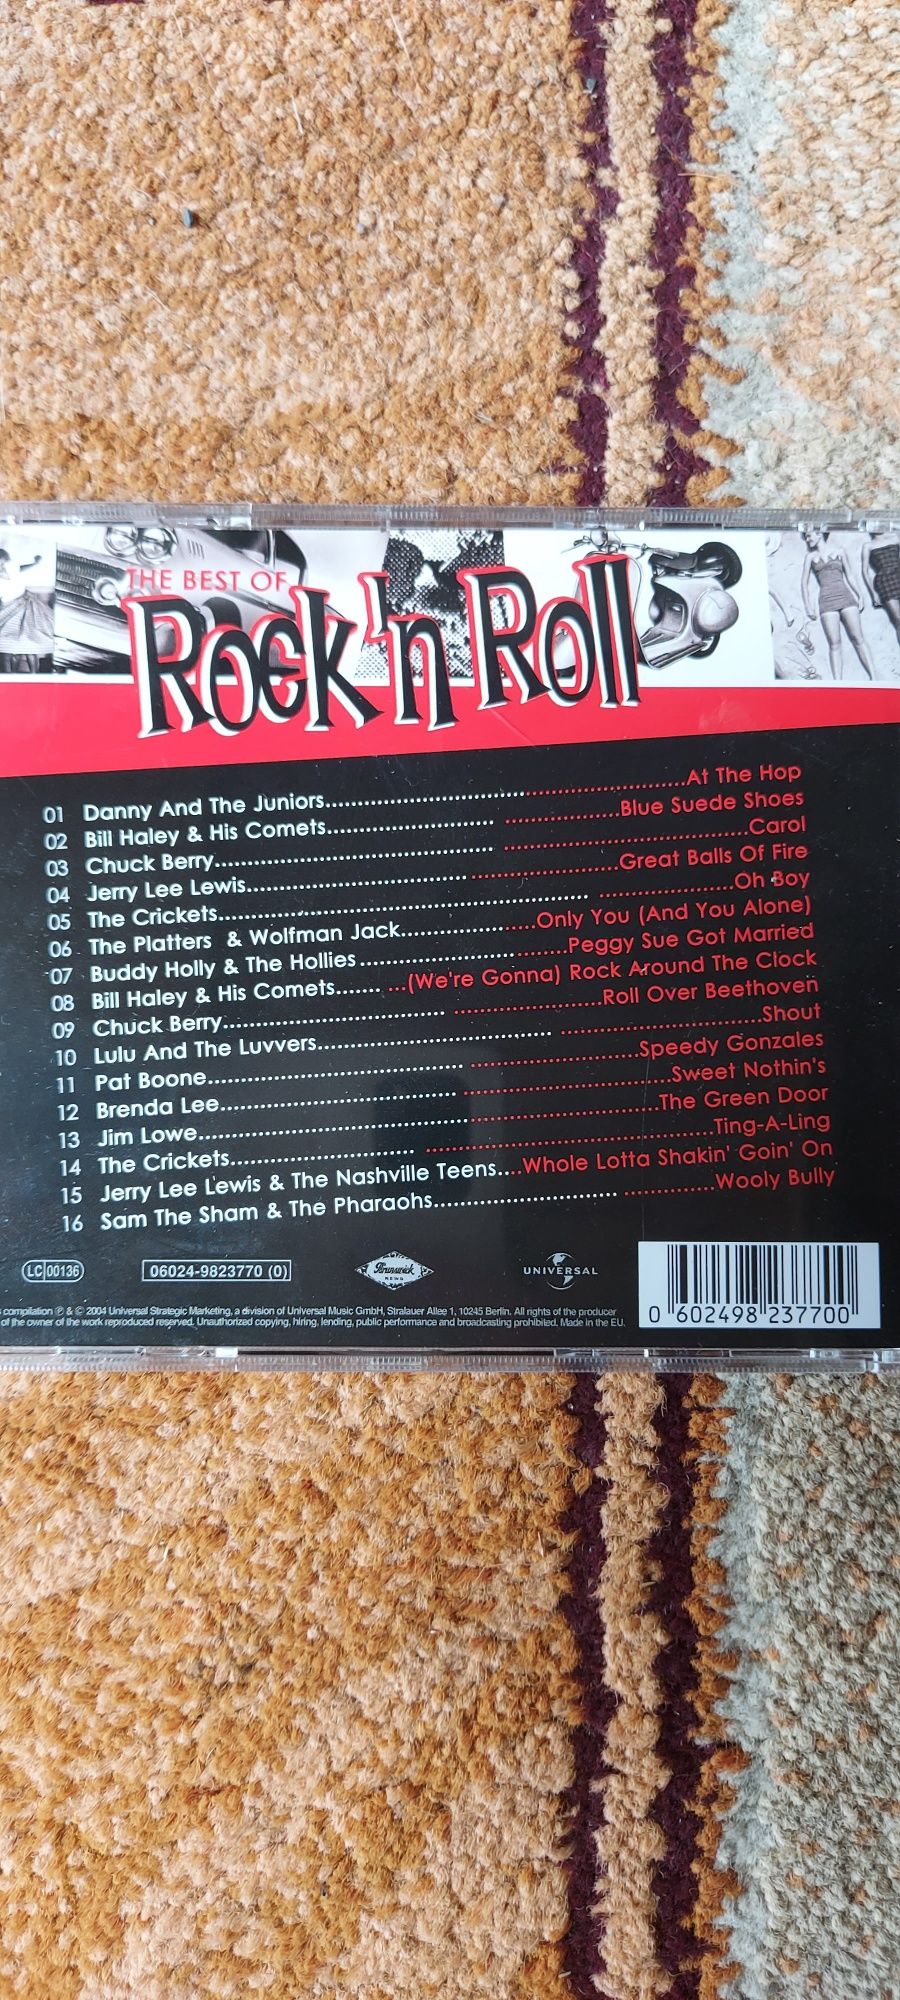 THE BEST OF
Rock 'n Roll
01 Danny And The Juniors....................At The Hop
02 Bill Haley & His Comets....................Blue Suede Shoes
03 Chuck Berry....................Carol
04 Jerry Lee Lewis....................Great Balls Of Fire
05 The Crickets....................Oh Boy
06 The Platters & Wolfman Jack....................Only You (And You Alone)
07 Buddy Holly & The Hollies....................Peggy Sue Got Married
08 Bill Haley & His Comets....... ...(We're Gonna) Rock Around The Clock
09 Chuck Berry....................Roll Over Beethoven
10 Lulu And The Luvvers....................Shout
11 Pat Boone....................Speedy Gonzales
12 Brenda Lee....................Sweet Nothin's
13 Jim Lowe....................The Green Door
14 The Crickets....................Ting-A-Ling
15 Jerry Lee Lewis & The Nashville Teens....Whole Lotta Shakin' Goin' On
16 Sam The Sham & The Pharaohs....................Wooly Bully
LC 00136
06024-9823770 (0)
Brunswick
NEWS
UNIVERSAL
0 602498 237700
compilation ℗ & © 2004 Universal Strategic Marketing, a division of Universal Music GmbH, Stralauer Allee 1, 10245 Berlin. All rights of the producer
of the owner of the work reproduced reserved. Unauthorized copying, hiring, lending, public performance and broadcasting prohibited. Made in the EU.